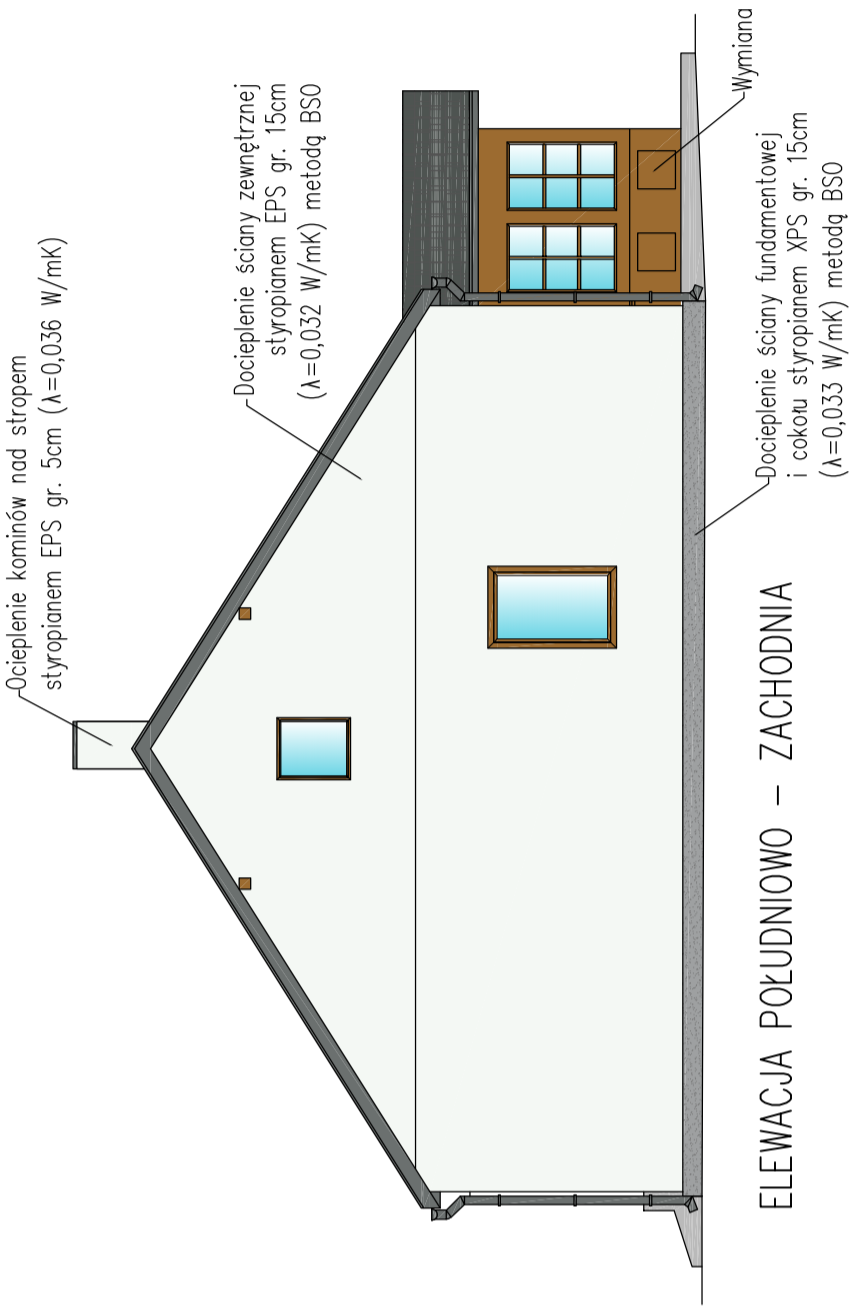 Ocieplenie kominów nad stropem
styropianem EPS gr. 5cm (λ=0,036 W/mK)
Docieplenie ściany zewnętrznej
styropianem EPS gr. 15cm
(λ=0,032 W/mK) metodą BSO
Wymiana
Docieplenie ściany fundamentowej
i cokołu styropianem XPS gr. 15cm
(λ=0,033 W/mK) metodą BSO
ELEWACJA POŁUDNIOWO – ZACHODNIA